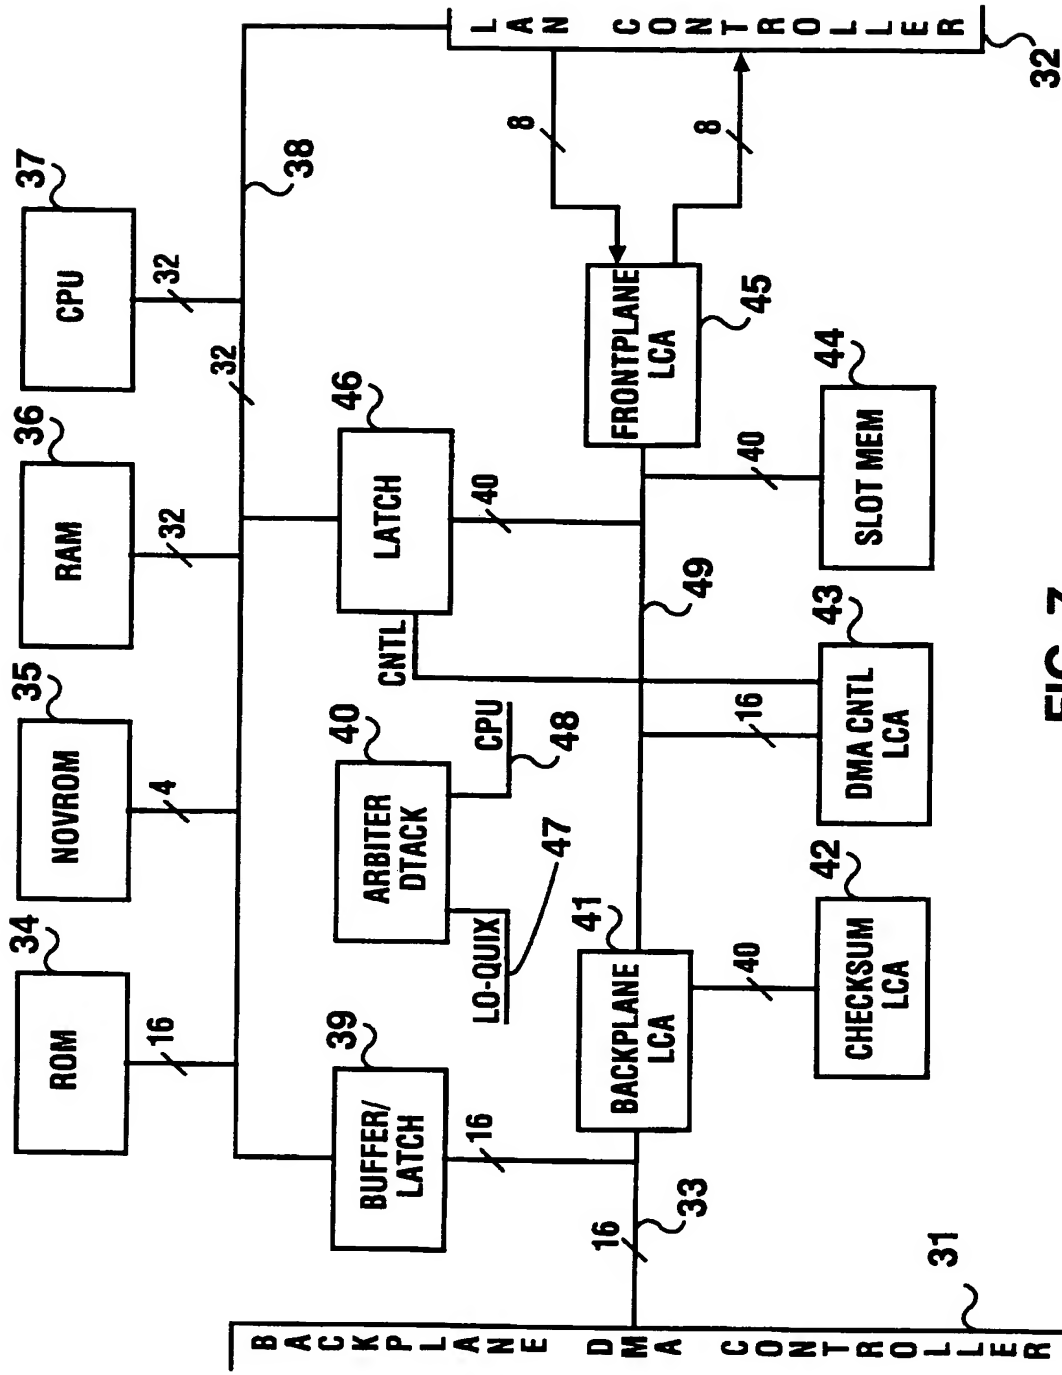 34
ROM
16
35
NOVROM
4
36
RAM
32
37
CPU
32
32
38
39
BUFFER/
LATCH
16
40
ARBITER
DTACK
LO-QUIX
47
CPU
48
46
LATCH
CNTL
40
8
8
BACKPLANE DMA CONTROLLER
31
16
33
41
BACKPLANE
LCA
49
FRONTPLANE
LCA
45
LAN CONTROLLER
32
40
42
CHECKSUM
LCA
16
43
DMA CNTL
LCA
40
44
SLOT MEM